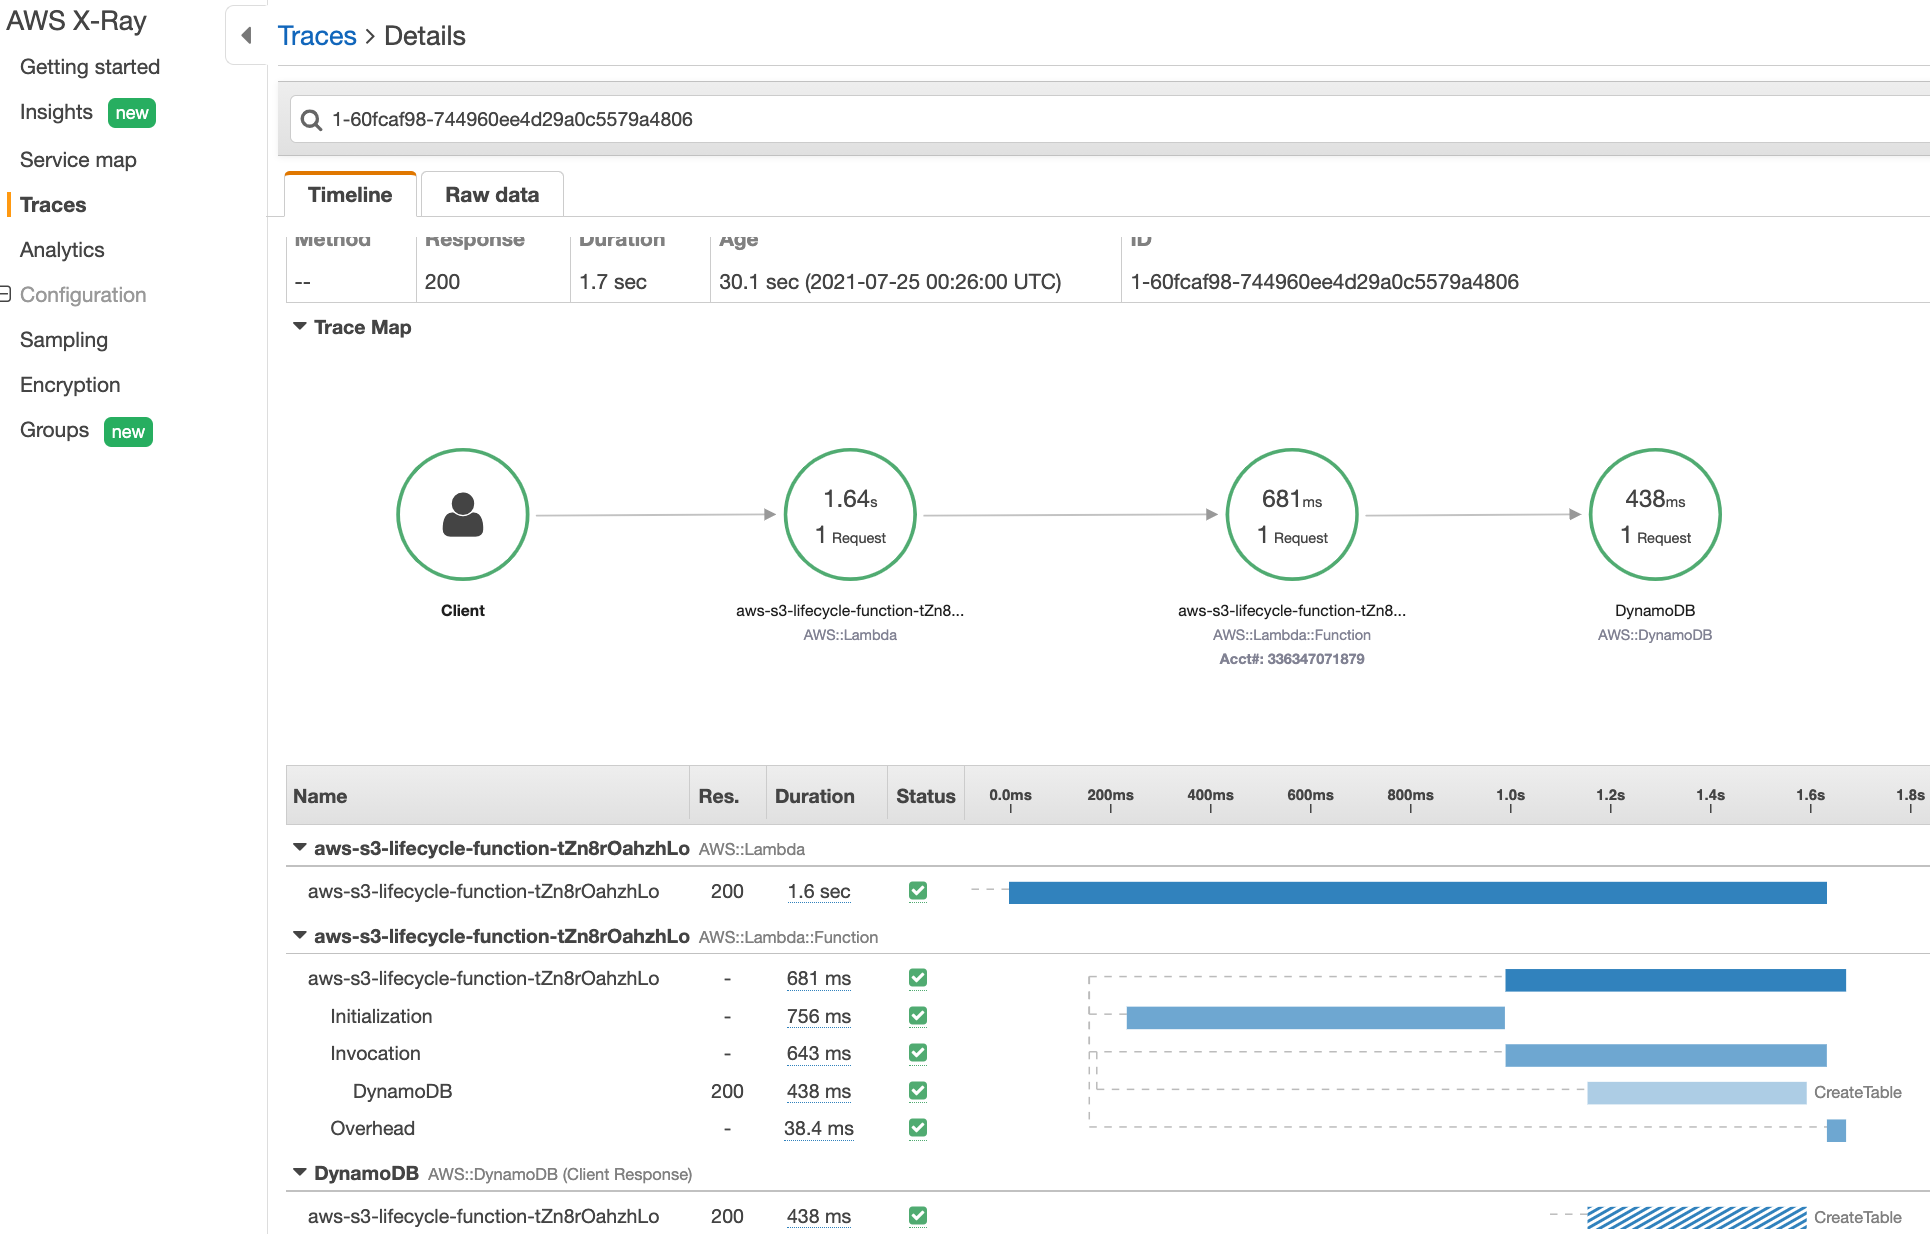 AWS X-Ray
Getting started
Insights new
Service map
Traces
Analytics
Configuration
Sampling
Encryption
Groups new
Traces > Details
1-60fcaf98-744960ee4d29a0c5579a4806
Timeline Raw data
Method Response Duration Age ID
-- 200 1.7 sec 30.1 sec (2021-07-25 00:26:00 UTC) 1-60fcaf98-744960ee4d29a0c5579a4806
Trace Map
1.64s 681ms 438ms
1 Request 1 Request 1 Request
Client aws-s3-lifecycle-function-tZn8... aws-s3-lifecycle-function-tZn8... DynamoDB
AWS::Lambda AWS::Lambda::Function AWS::DynamoDB
Acct#: 336347071879
Name Res. Duration Status 0.0ms 200ms 400ms 600ms 800ms 1.0s 1.2s 1.4s 1.6s 1.8s
aws-s3-lifecycle-function-tZn8rOahzhLo AWS::Lambda
aws-s3-lifecycle-function-tZn8rOahzhLo 200 1.6 sec
aws-s3-lifecycle-function-tZn8rOahzhLo AWS::Lambda::Function
aws-s3-lifecycle-function-tZn8rOahzhLo - 681 ms
Initialization - 756 ms
Invocation - 643 ms
DynamoDB 200 438 ms CreateTable
Overhead - 38.4 ms
DynamoDB AWS::DynamoDB (Client Response)
aws-s3-lifecycle-function-tZn8rOahzhLo 200 438 ms CreateTable